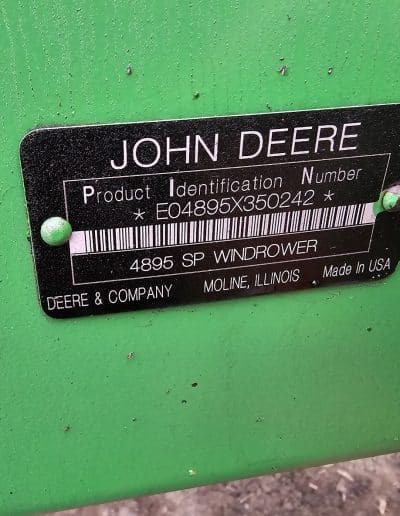 JOHN DEERE
Product Identification Number
* E04895X350242 *
4895 SP WINDROWER
DEERE & COMPANY MOLINE, ILLINOIS Made In USA